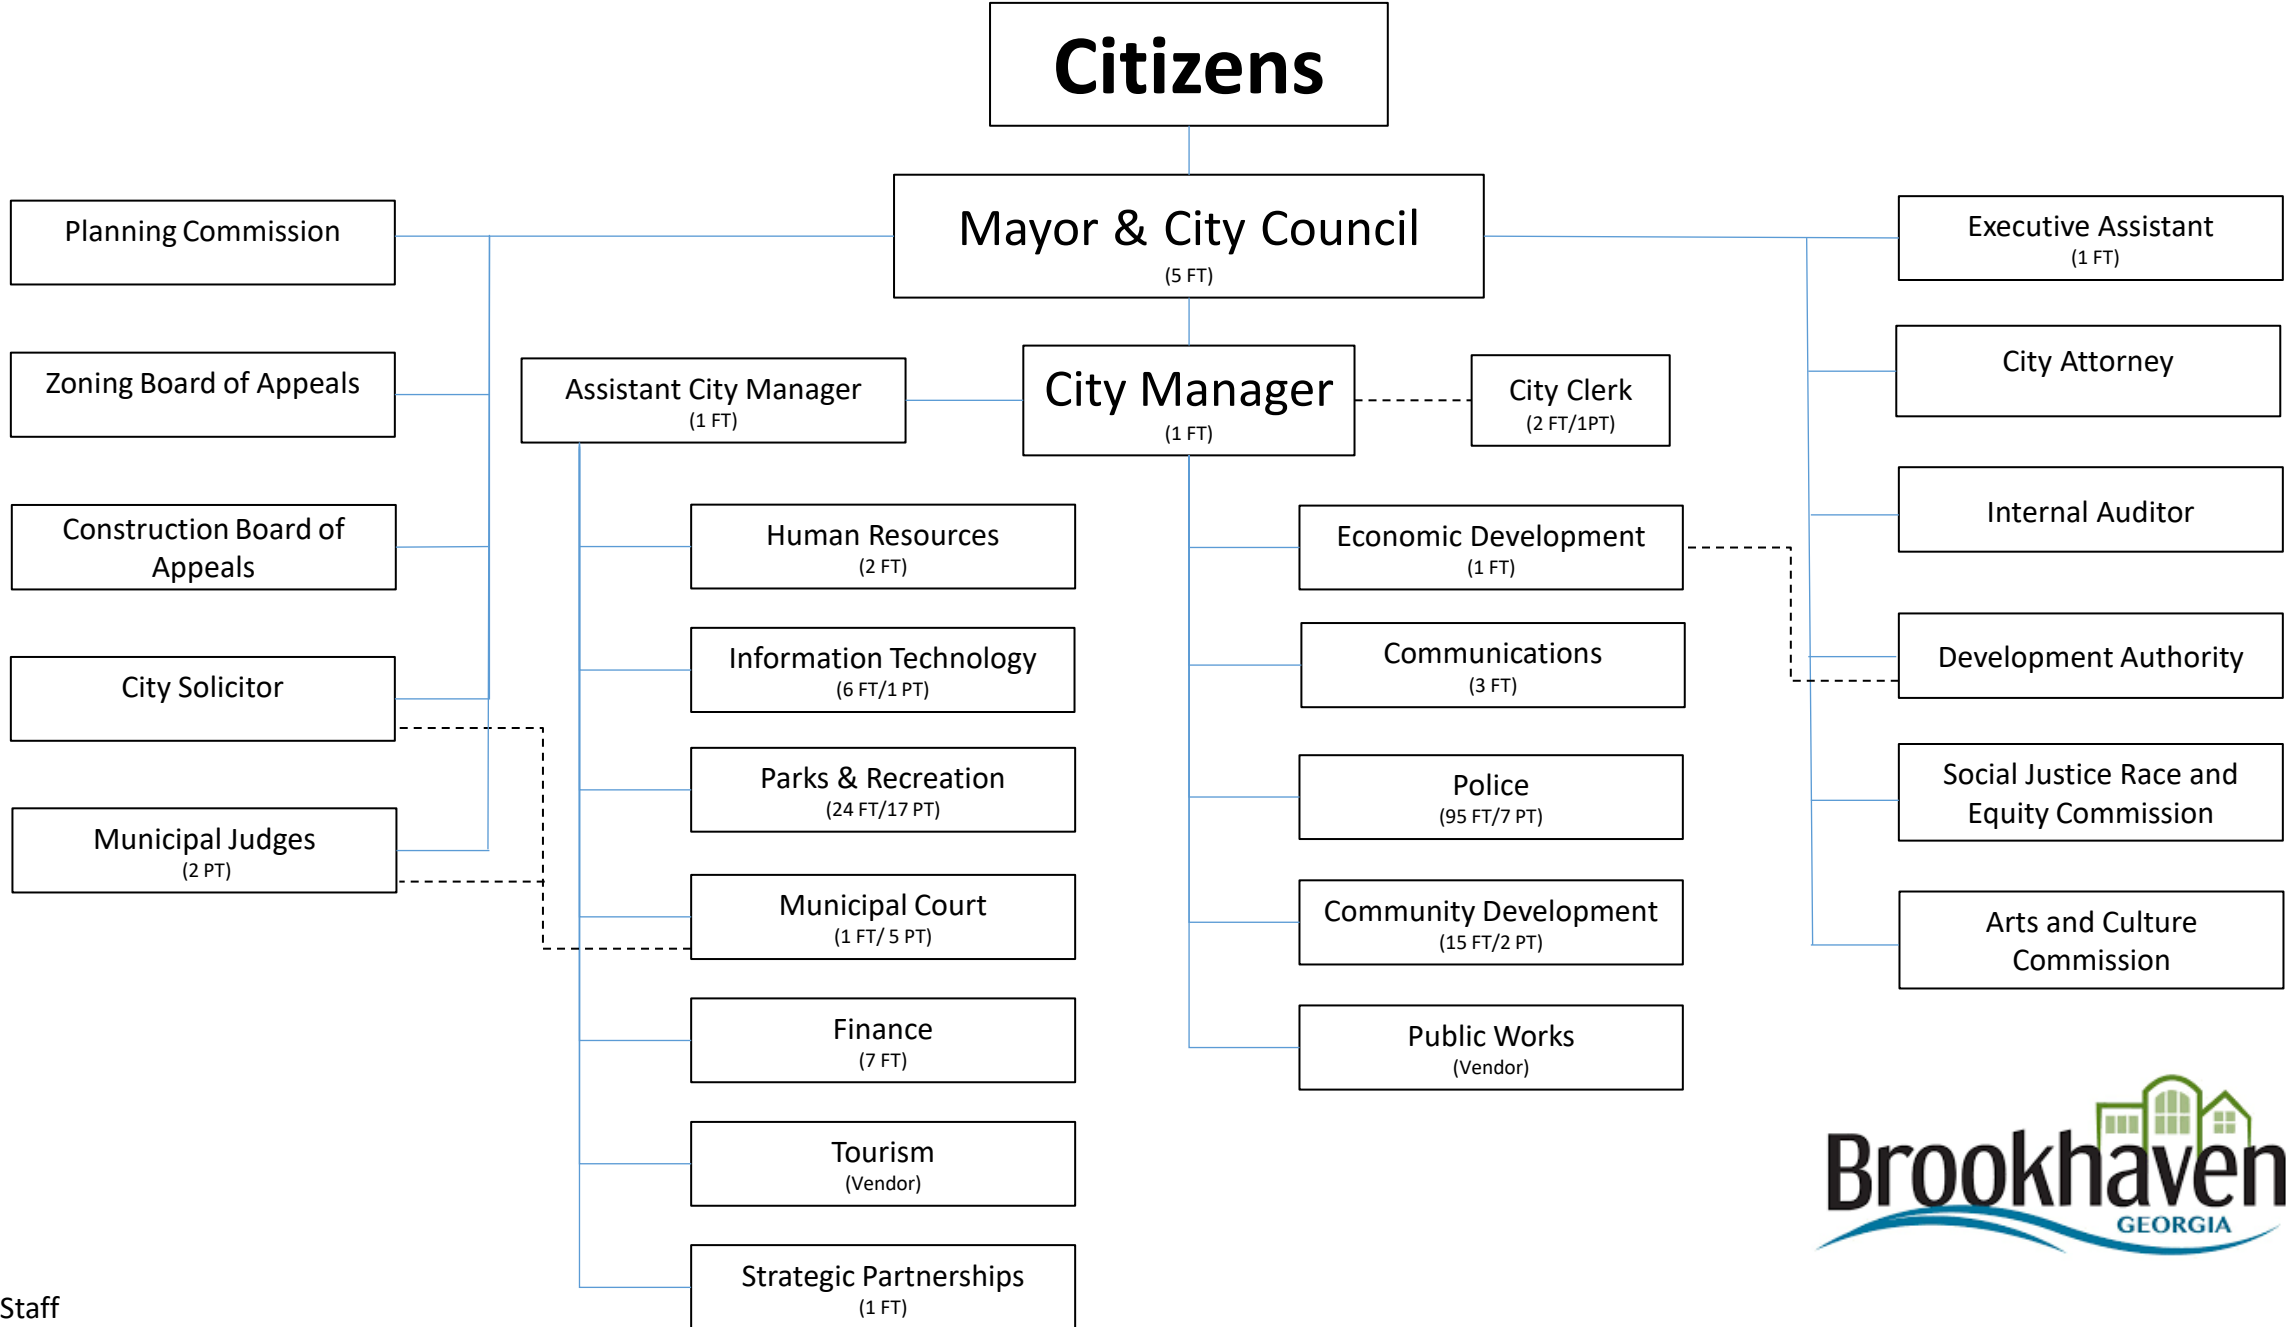 Citizens
Mayor & City Council
(5 FT)
Planning Commission
Zoning Board of Appeals
Construction Board of
Appeals
City Solicitor
Municipal Judges
(2 PT)
Assistant City Manager
(1 FT)
City Manager
(1 FT)
City Clerk
(2 FT/1PT)
Human Resources
(2 FT)
Information Technology
(6 FT/1 PT)
Parks & Recreation
(24 FT/17 PT)
Municipal Court
(1 FT/ 5 PT)
Finance
(7 FT)
Tourism
(Vendor)
Strategic Partnerships
(1 FT)
Economic Development
(1 FT)
Communications
(3 FT)
Police
(95 FT/7 PT)
Community Development
(15 FT/2 PT)
Public Works
(Vendor)
Executive Assistant
(1 FT)
City Attorney
Internal Auditor
Development Authority
Social Justice Race and
Equity Commission
Arts and Culture
Commission
Brookhaven
GEORGIA
Staff